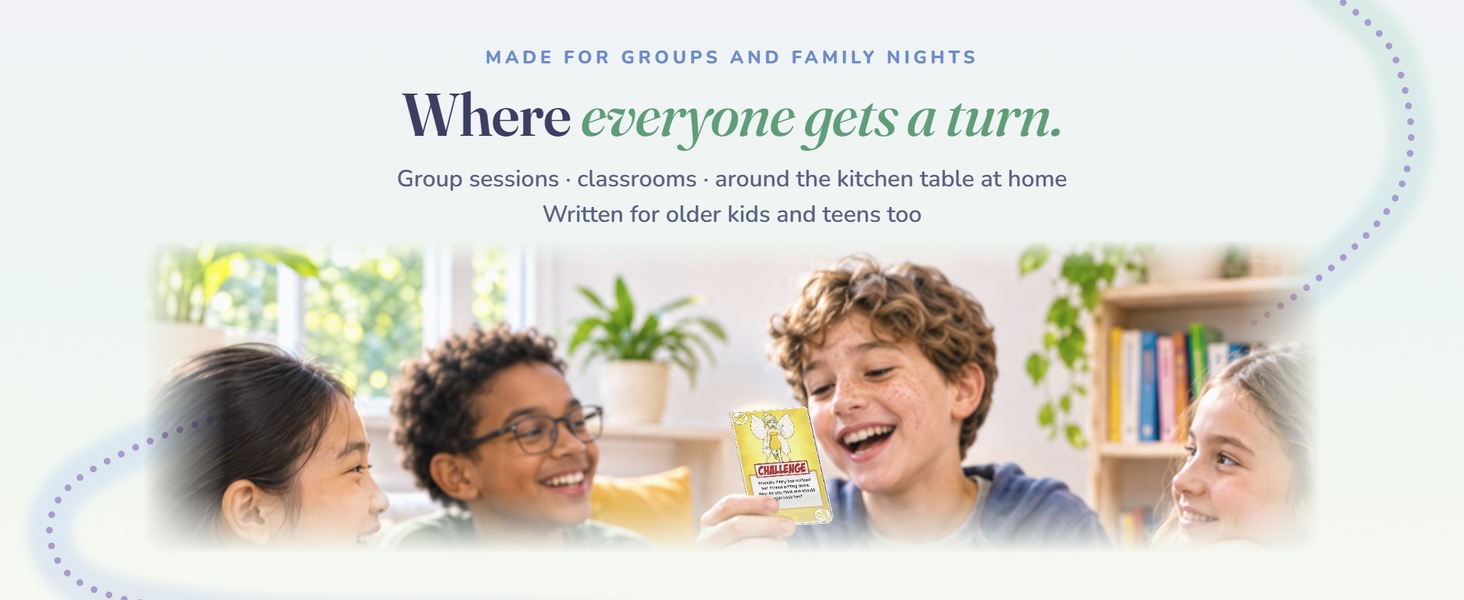 MADE FOR GROUPS AND FAMILY NIGHTS
Where everyone gets a turn.
Group sessions · classrooms · around the kitchen table at home
Written for older kids and teens too
CHALLENGE